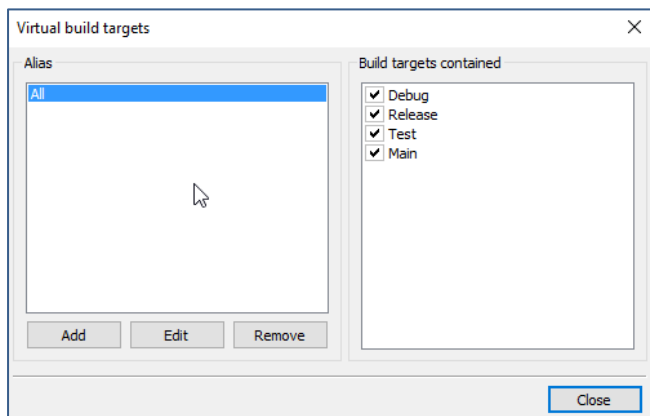 Virtual build targets
Alias
All
Add
Edit
Remove
Build targets contained
Debug
Release
Test
Main
Close